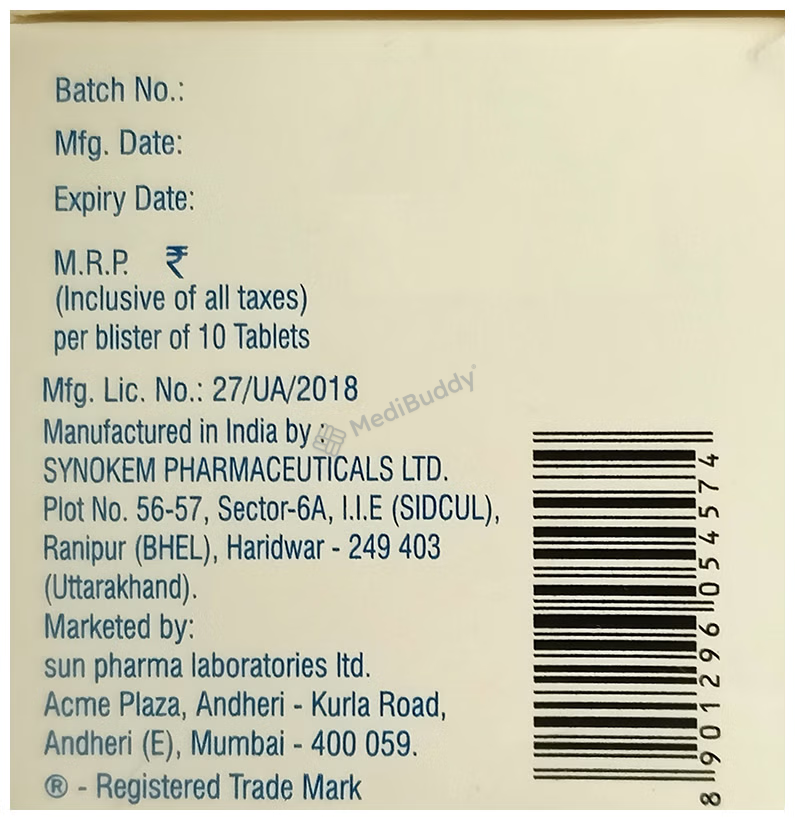 Batch No.:
Mfg. Date:
Expiry Date:
M.R.P. ₹
(Inclusive of all taxes)
per blister of 10 Tablets
Mfg. Lic. No.: 27/UA/2018
Manufactured in India by :
SYNOKEM PHARMACEUTICALS LTD.
Plot No. 56-57, Sector-6A, I.I.E (SIDCUL),
Ranipur (BHEL), Haridwar - 249 403
(Uttarakhand).
Marketed by:
sun pharma laboratories ltd.
Acme Plaza, Andheri - Kurla Road,
Andheri (E), Mumbai - 400 059.
® - Registered Trade Mark
MediBuddy
8 901296 054574